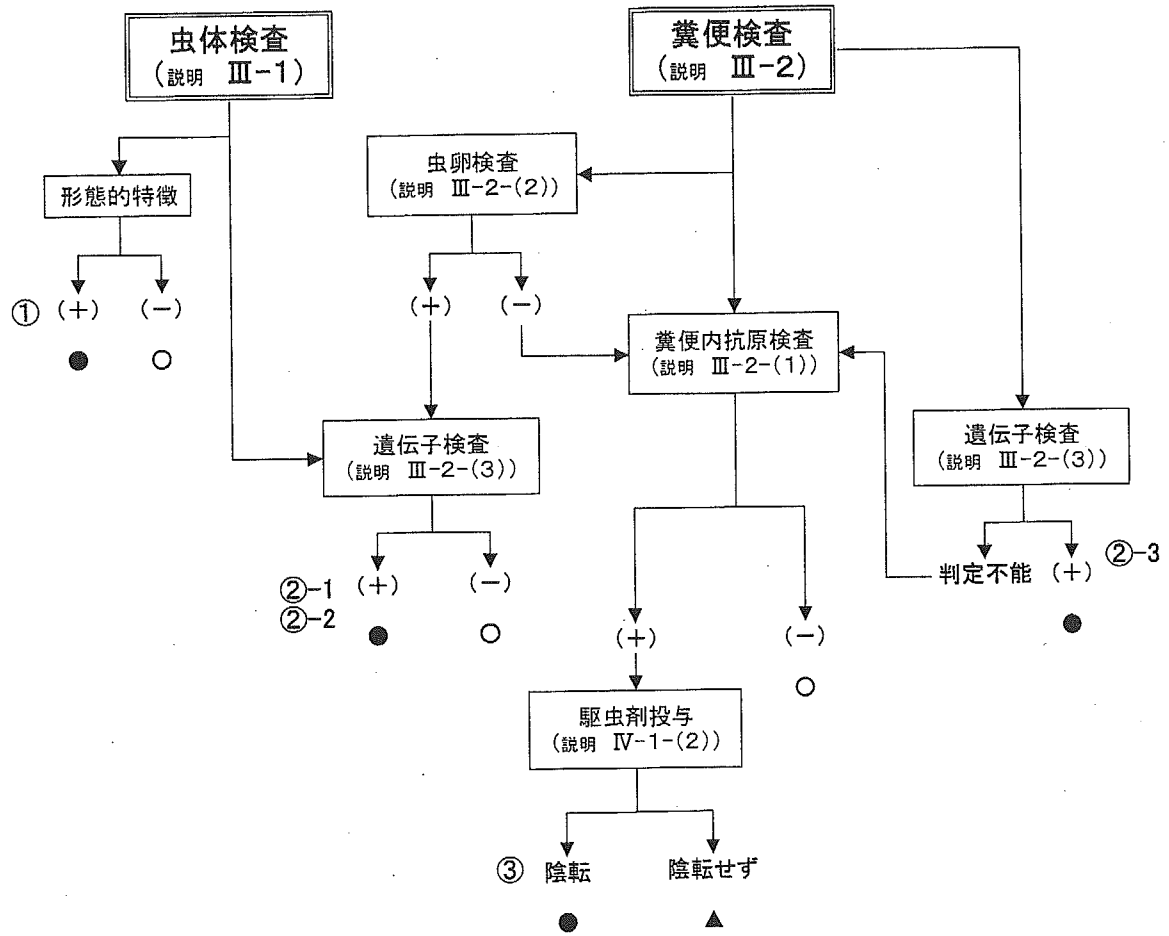 虫体検査
(説明 Ⅲ-1)
糞便検査
(説明 Ⅲ-2)
虫卵検査
(説明 Ⅲ-2-(2))
形態的特徴
① (+) (-)
● ○
(+) (-)
糞便内抗原検査
(説明 Ⅲ-2-(1))
遺伝子検査
(説明 Ⅲ-2-(3))
遺伝子検査
(説明 Ⅲ-2-(3))
②-1 (+) (-)
②-2
● ○
判定不能 (+) ②-3
●
(+) (-)
○
駆虫剤投与
(説明 Ⅳ-1-(2))
③ 陰転 陰転せず
● ▲